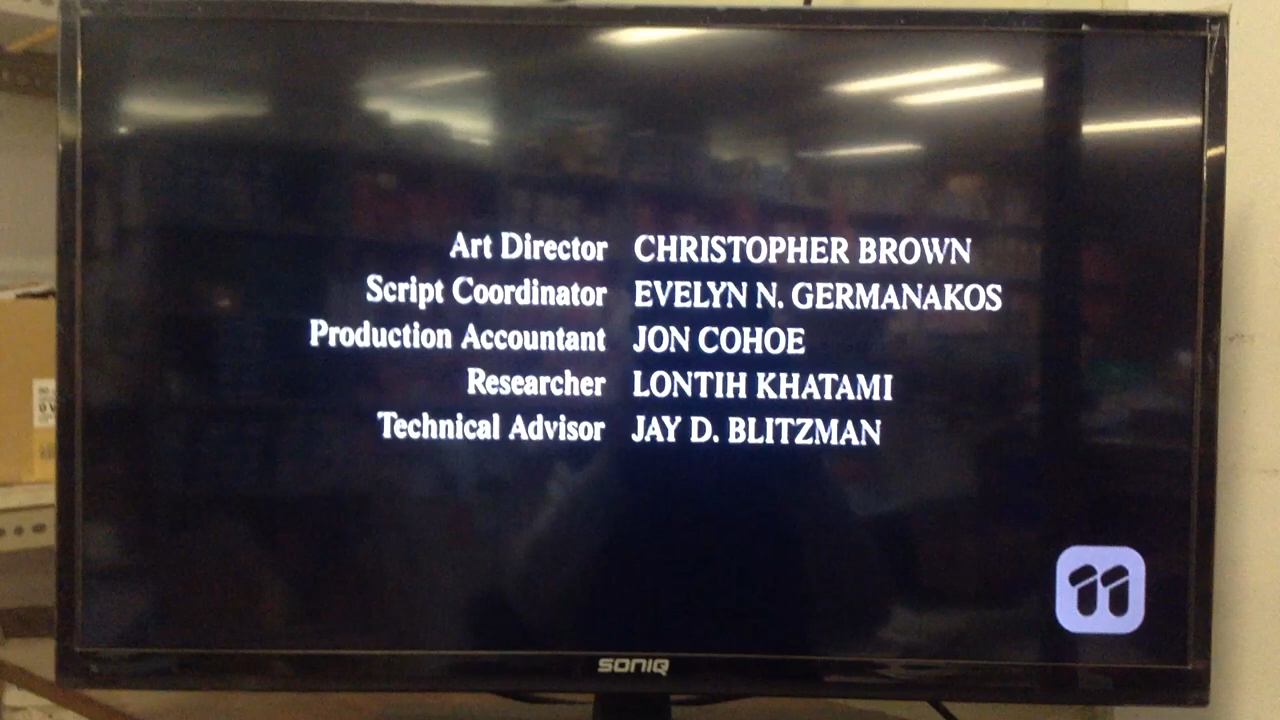 Art Director CHRISTOPHER BROWN
Script Coordinator EVELYN N. GERMANAKOS
Production Accountant JON COHOE
Researcher LONTIH KHATAMI
Technical Advisor JAY D. BLITZMAN
11
SONIQ